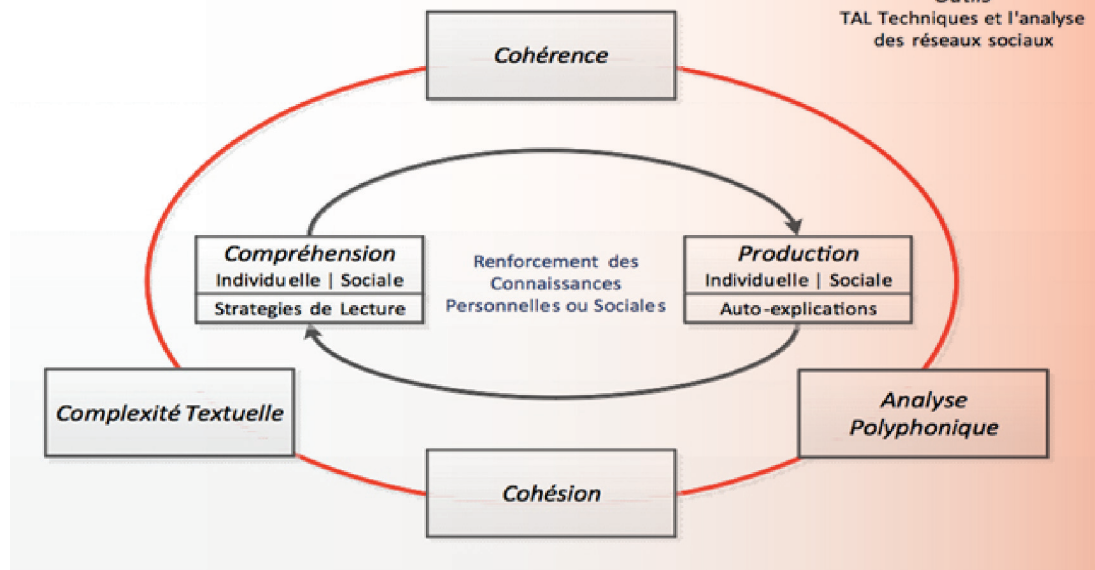 Outils
TAL Techniques et l'analyse
des réseaux sociaux
Cohérence
Compréhension
Individuelle | Sociale
Strategies de Lecture
Renforcement des
Connaissances
Personnelles ou Sociales
Production
Individuelle | Sociale
Auto-explications
Complexité Textuelle
Analyse
Polyphonique
Cohésion